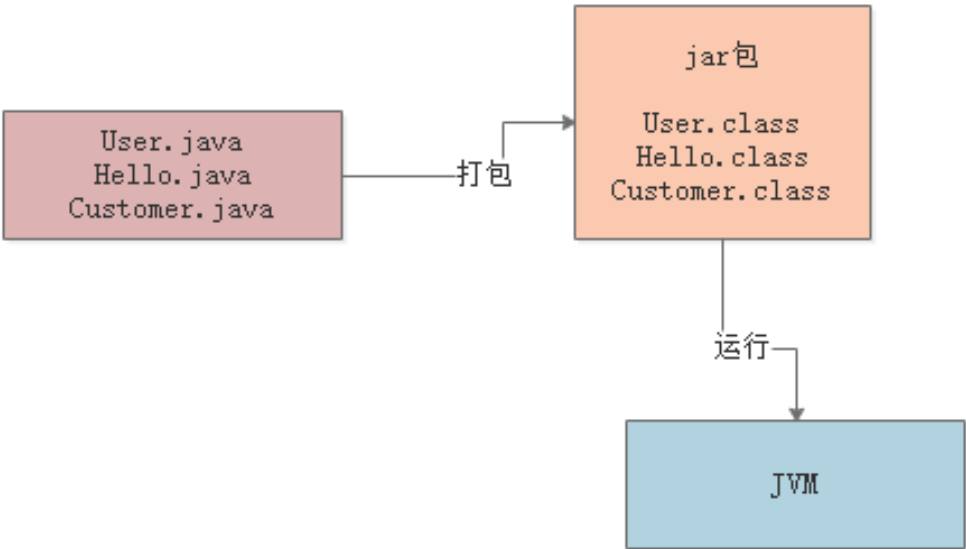 User.java
Hello.java
Customer.java
打包
jar包
User.class
Hello.class
Customer.class
运行
JVM